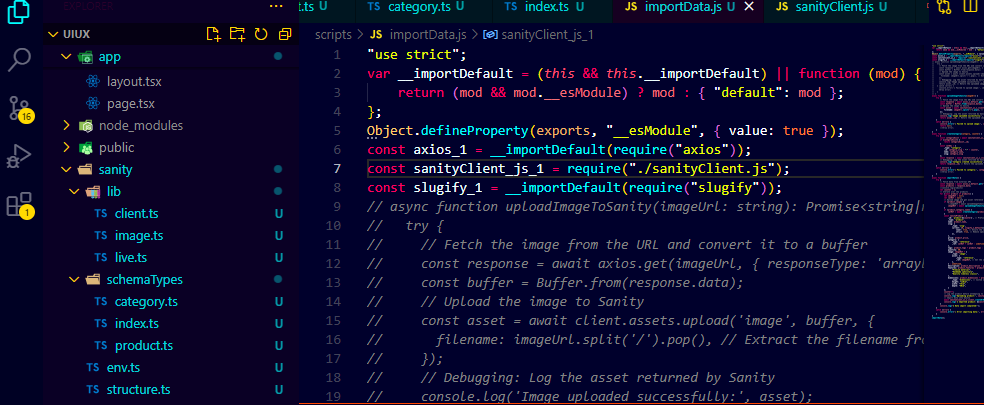 EXPLORER
...
UIUX
app
layout.tsx
page.tsx
node_modules
public
sanity
lib
TS client.ts U
TS image.ts U
TS live.ts U
schemaTypes
TS category.ts U
TS index.ts U
TS product.ts U
TS env.ts U
TS structure.ts U
16
1
t.ts U TS category.ts U TS index.ts U JS importData.js U JS sanityClient.js U
scripts > JS importData.js > sanityClient_js_1
1 "use strict";
2 var __importDefault = (this && this.__importDefault) || function (mod) {
3 return (mod && mod.__esModule) ? mod : { "default": mod };
4 };
5 Object.defineProperty(exports, "__esModule", { value: true });
6 const axios_1 = __importDefault(require("axios"));
7 const sanityClient_js_1 = require("./sanityClient.js");
8 const slugify_1 = __importDefault(require("slugify"));
9 // async function uploadImageToSanity(imageUrl: string): Promise<string|
10 // try {
11 // // Fetch the image from the URL and convert it to a buffer
12 // const response = await axios.get(imageUrl, { responseType: 'array
13 // const buffer = Buffer.from(response.data);
14 // // Upload the image to Sanity
15 // const asset = await client.assets.upload('image', buffer, {
16 // filename: imageUrl.split('/').pop(), // Extract the filename
17 // });
18 // // Debugging: Log the asset returned by Sanity
19 // console.log('Image uploaded successfully:', asset);